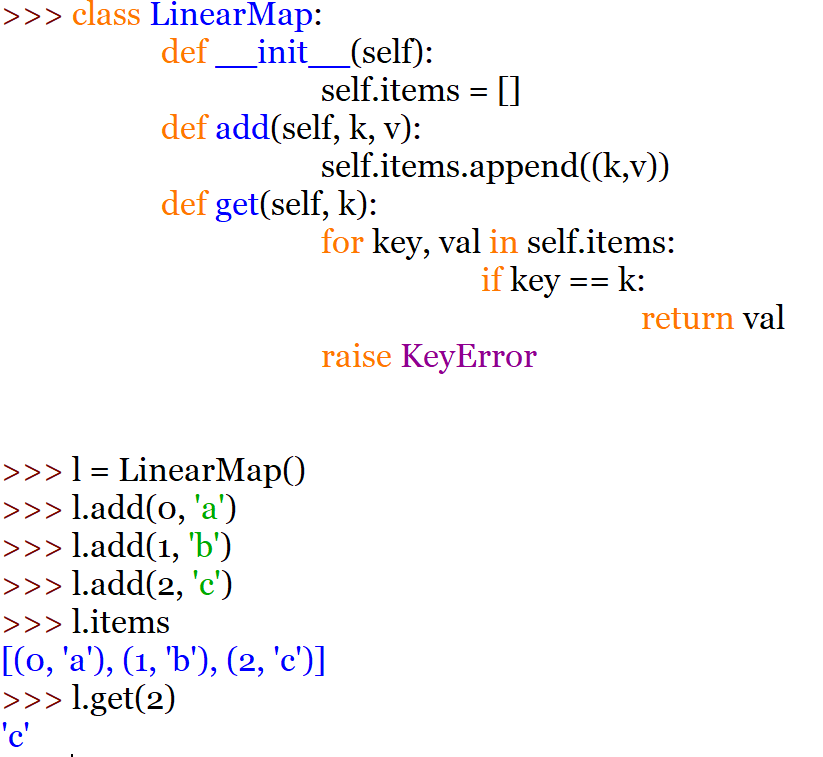 >>> class LinearMap:
        def __init__(self):
                self.items = []
        def add(self, k, v):
                self.items.append((k,v))
        def get(self, k):
                for key, val in self.items:
                        if key == k:
                                return val
                raise KeyError
>>> l = LinearMap()
>>> l.add(0, 'a')
>>> l.add(1, 'b')
>>> l.add(2, 'c')
>>> l.items
[(0, 'a'), (1, 'b'), (2, 'c')]
>>> l.get(2)
'c'